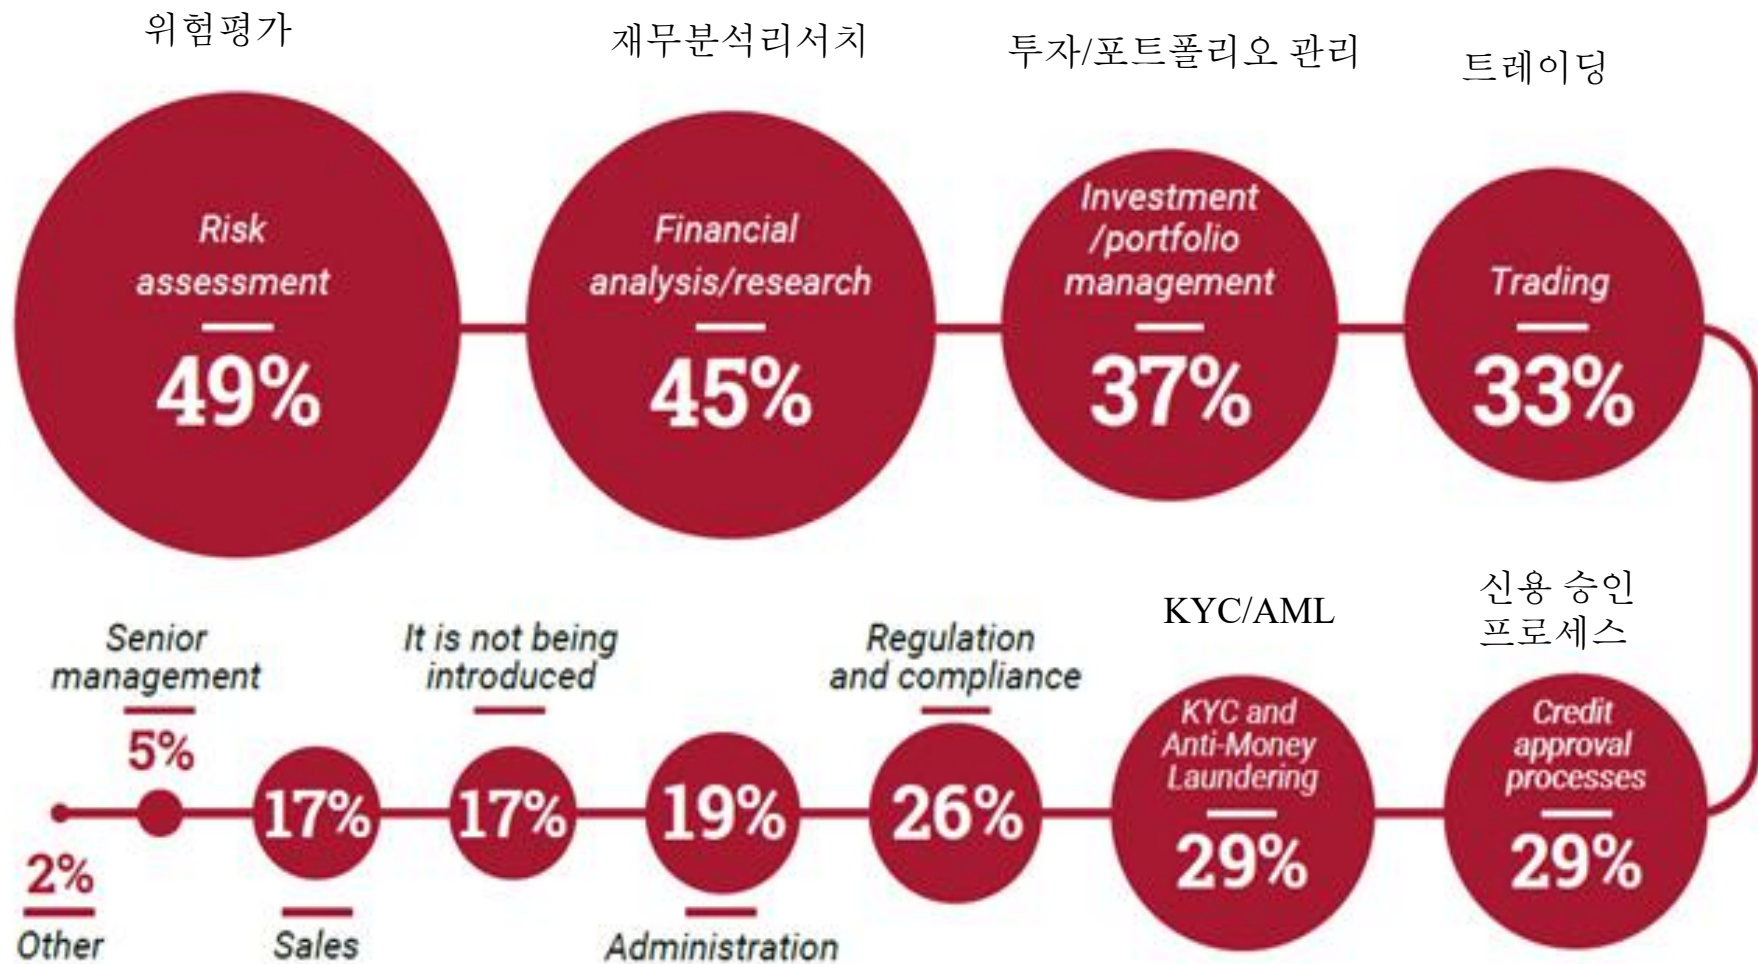 위험평가
재무분석리서치
투자/포트폴리오 관리
트레이딩
Risk
assessment
49%
Financial
analysis/research
45%
Investment
/portfolio
management
37%
Trading
33%
신용 승인
프로세스
Credit
approval
processes
29%
KYC/AML
KYC and
Anti-Money
Laundering
29%
Regulation
and compliance
26%
19%
Administration
It is not being
introduced
17%
17%
Sales
Senior
management
5%
2%
Other